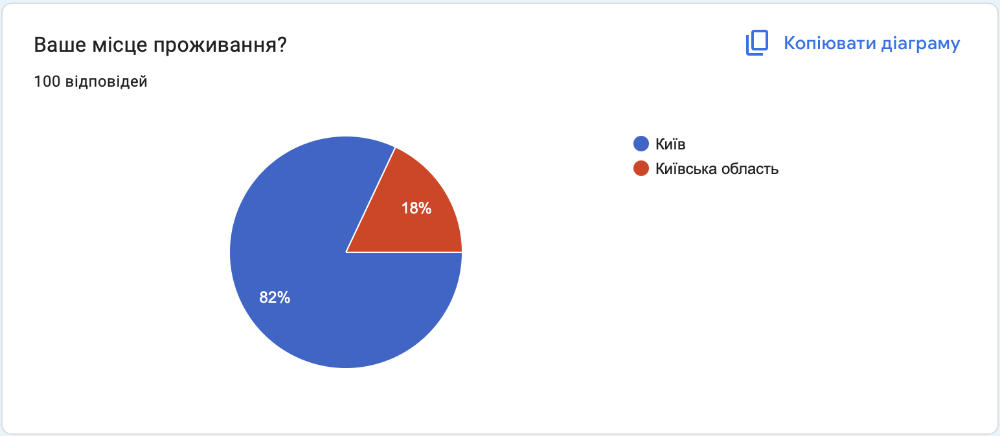 Ваше місце проживання?
Копіювати діаграму
100 відповідей
Київ
Київська область
18%
82%